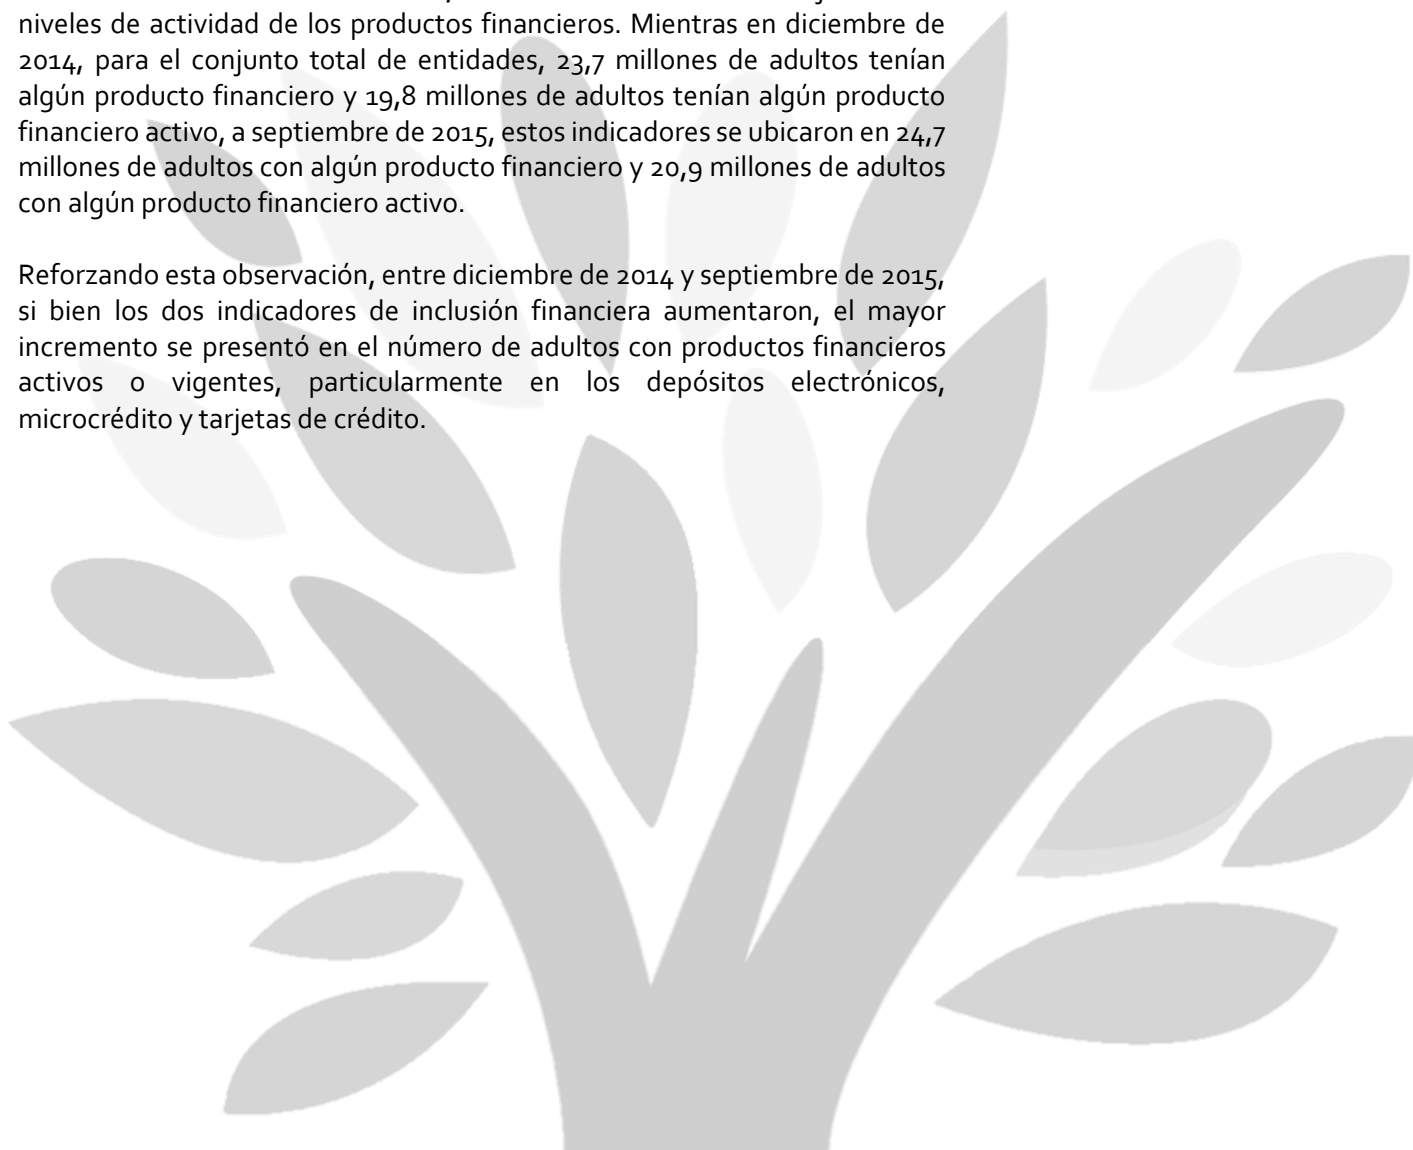 niveles de actividad de los productos financieros. Mientras en diciembre de
2014, para el conjunto total de entidades, 23,7 millones de adultos tenían
algún producto financiero y 19,8 millones de adultos tenían algún producto
financiero activo, a septiembre de 2015, estos indicadores se ubicaron en 24,7
millones de adultos con algún producto financiero y 20,9 millones de adultos
con algún producto financiero activo.
Reforzando esta observación, entre diciembre de 2014 y septiembre de 2015,
si bien los dos indicadores de inclusión financiera aumentaron, el mayor
incremento se presentó en el número de adultos con productos financieros
activos o vigentes, particularmente en los depósitos electrónicos,
microcrédito y tarjetas de crédito.